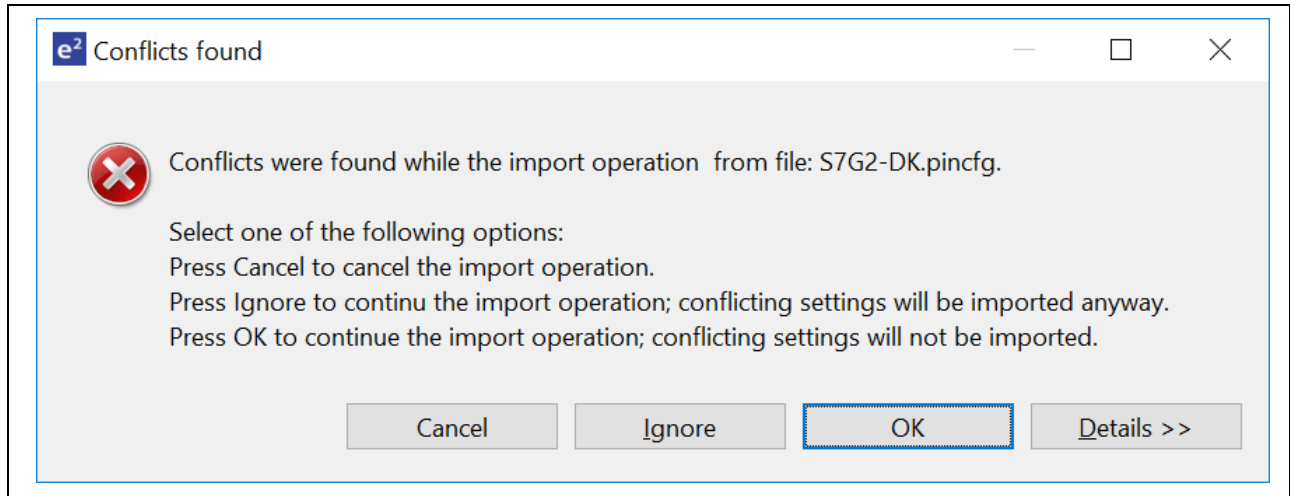 e² Conflicts found
Conflicts were found while the import operation  from file: S7G2-DK.pincfg.
Select one of the following options:
Press Cancel to cancel the import operation.
Press Ignore to continu the import operation; conflicting settings will be imported anyway.
Press OK to continue the import operation; conflicting settings will not be imported.
Cancel Ignore OK Details >>